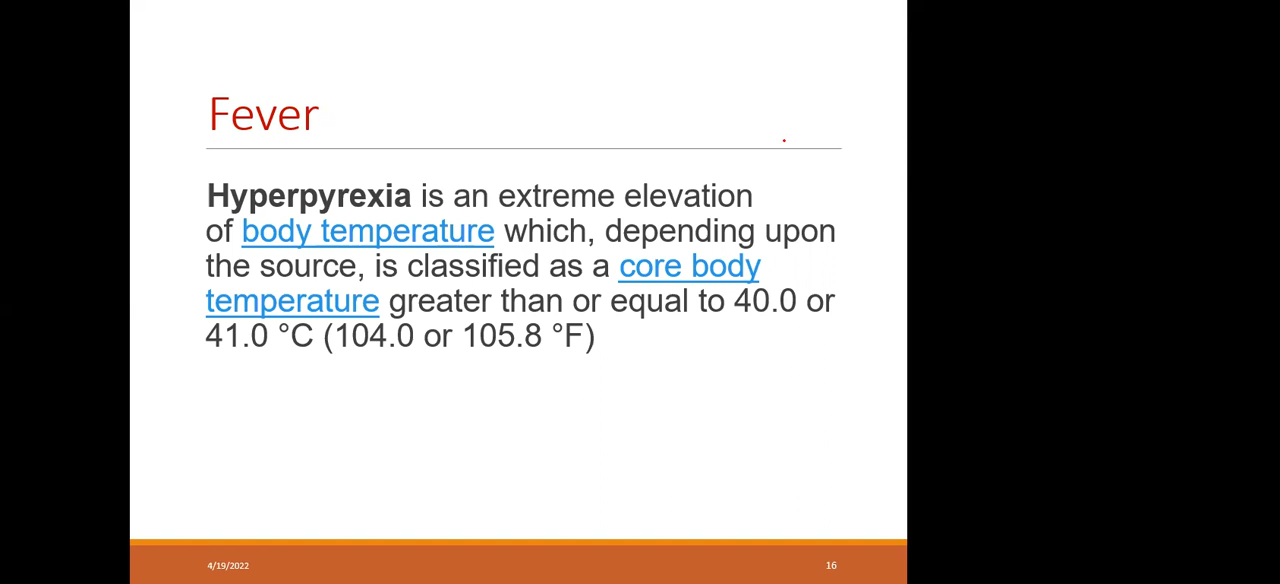 Fever
Hyperpyrexia is an extreme elevation
of body temperature which, depending upon
the source, is classified as a core body
temperature greater than or equal to 40.0 or
41.0 °C (104.0 or 105.8 °F)
4/19/2022
16